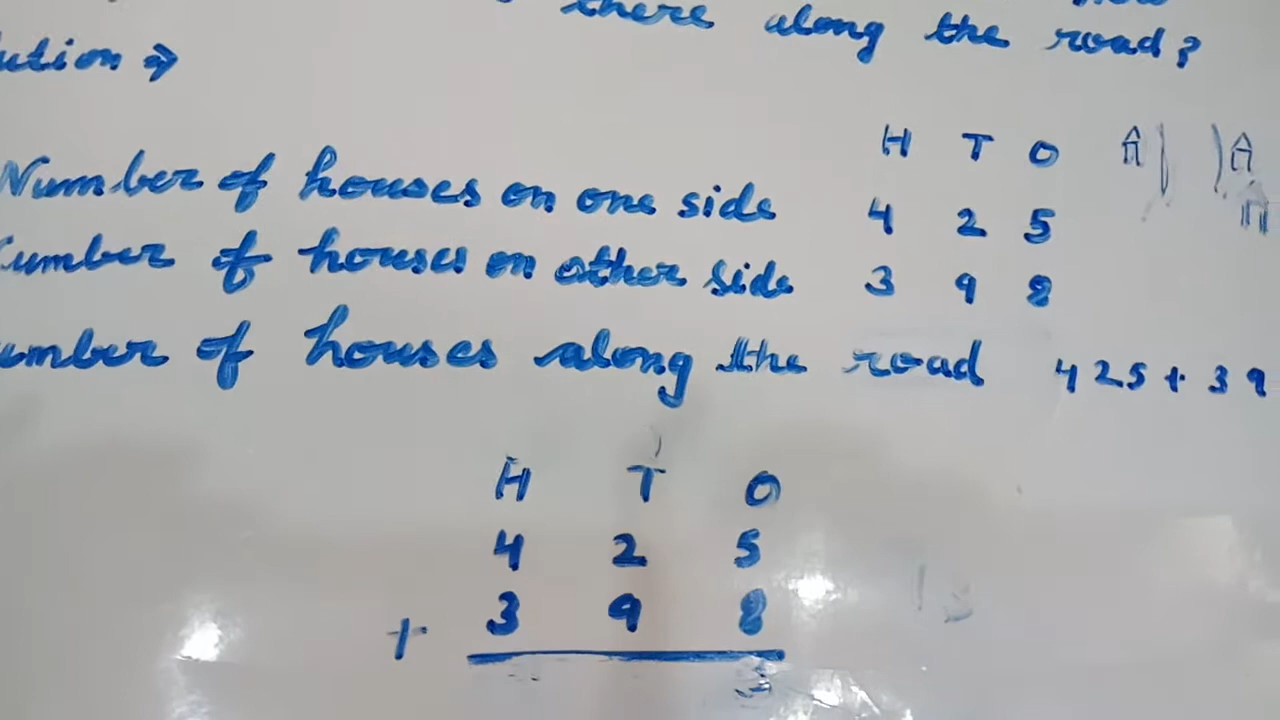 there along the road?
ution ⇒
H T O
Number of houses on one side 4 2 5
umber of houses on other side 3 9 8
umber of houses along the road 425 + 39
H T O
4 2 5
+ 3 9 8
3